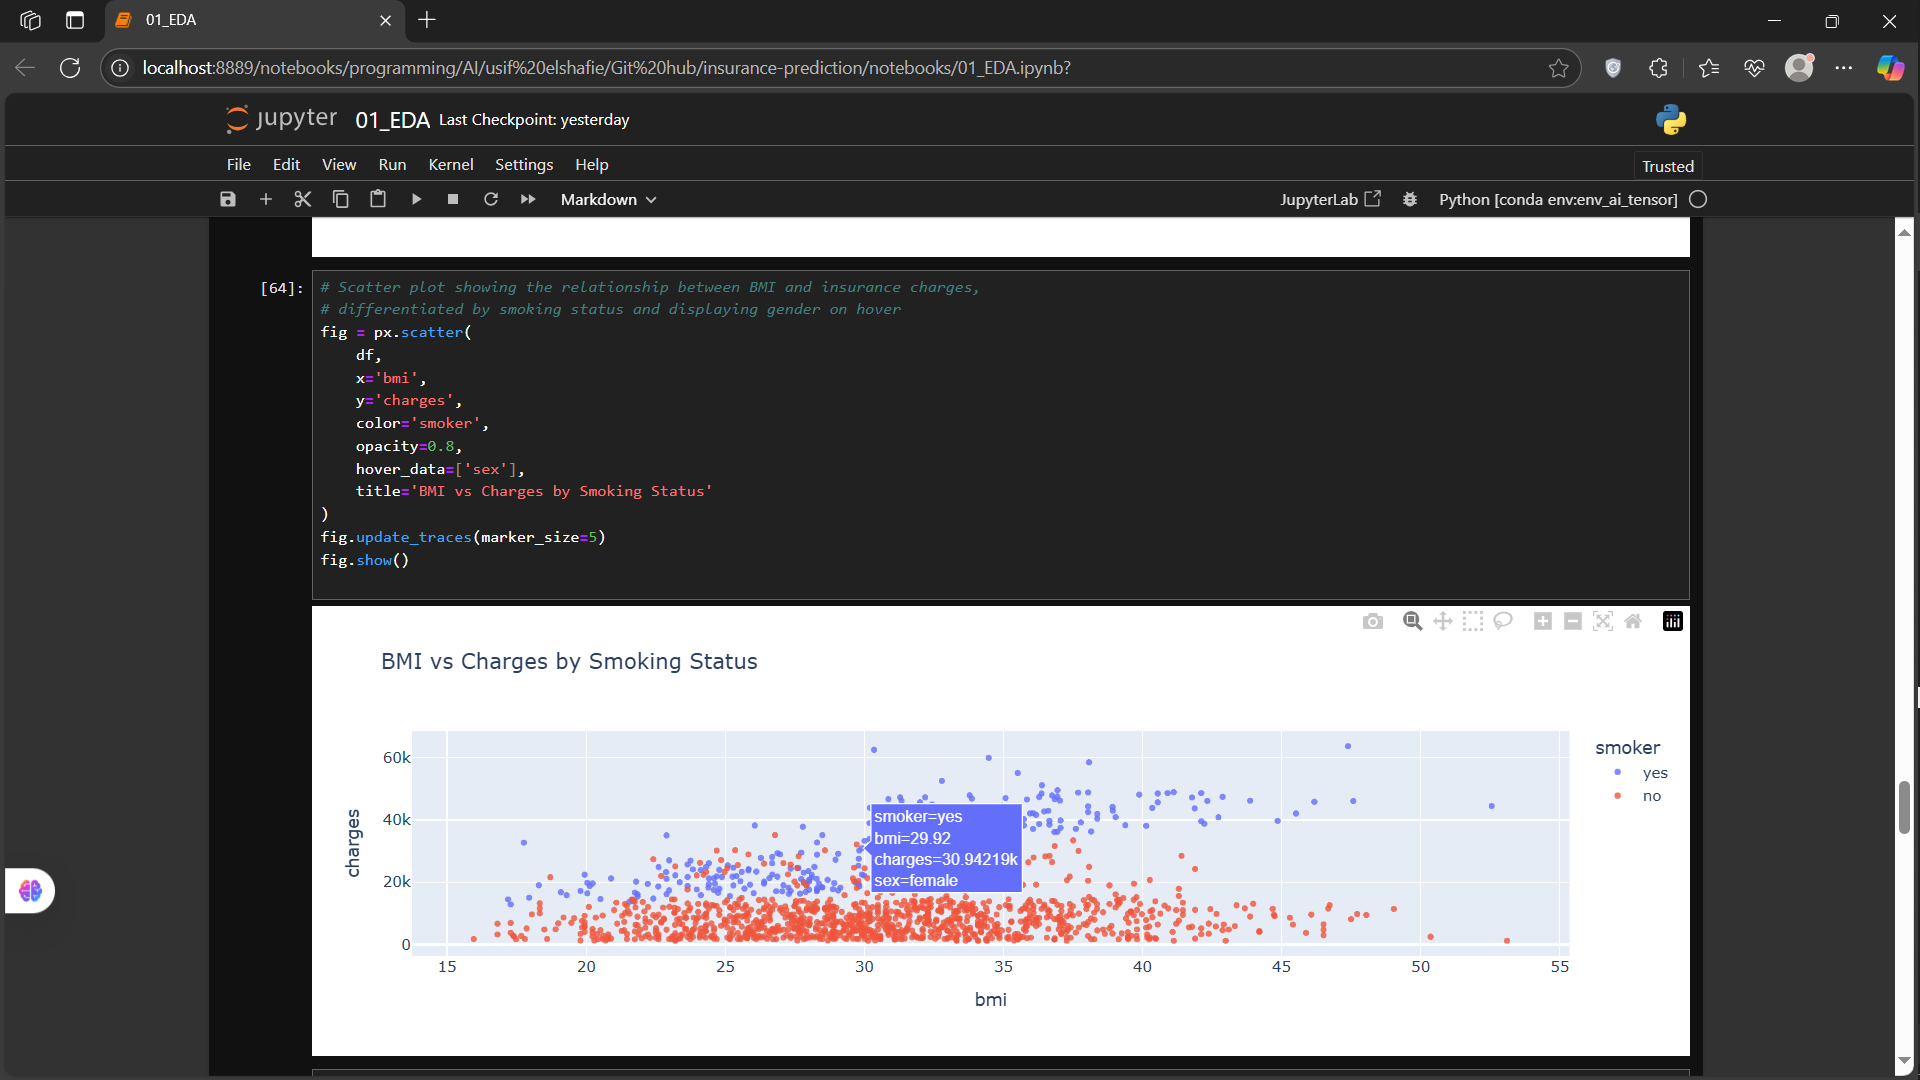 01_EDA
localhost:8889/notebooks/programming/AI/usif%20elshafie/Git%20hub/insurance-prediction/notebooks/01_EDA.ipynb?
jupyter 01_EDA Last Checkpoint: yesterday
File Edit View Run Kernel Settings Help
Trusted
Markdown
JupyterLab
Python [conda env:env_ai_tensor]
[64]:
# Scatter plot showing the relationship between BMI and insurance charges,
# differentiated by smoking status and displaying gender on hover
fig = px.scatter(
    df,
    x='bmi',
    y='charges',
    color='smoker',
    opacity=0.8,
    hover_data=['sex'],
    title='BMI vs Charges by Smoking Status'
)
fig.update_traces(marker_size=5)
fig.show()
BMI vs Charges by Smoking Status
smoker
yes
no
60k
40k
20k
0
charges
smoker=yes
bmi=29.92
charges=30.94219k
sex=female
15 20 25 30 35 40 45 50 55
bmi